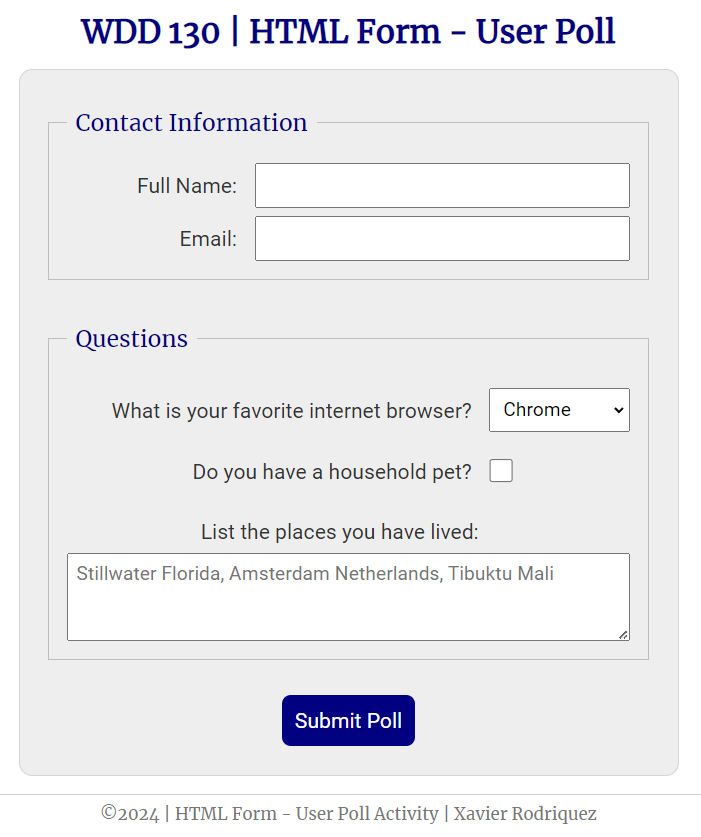 WDD 130 | HTML Form - User Poll
Contact Information
Full Name:
Email:
Questions
What is your favorite internet browser? Chrome
Do you have a household pet?
List the places you have lived:
Stillwater Florida, Amsterdam Netherlands, Tibuktu Mali
Submit Poll
©2024 | HTML Form - User Poll Activity | Xavier Rodriquez